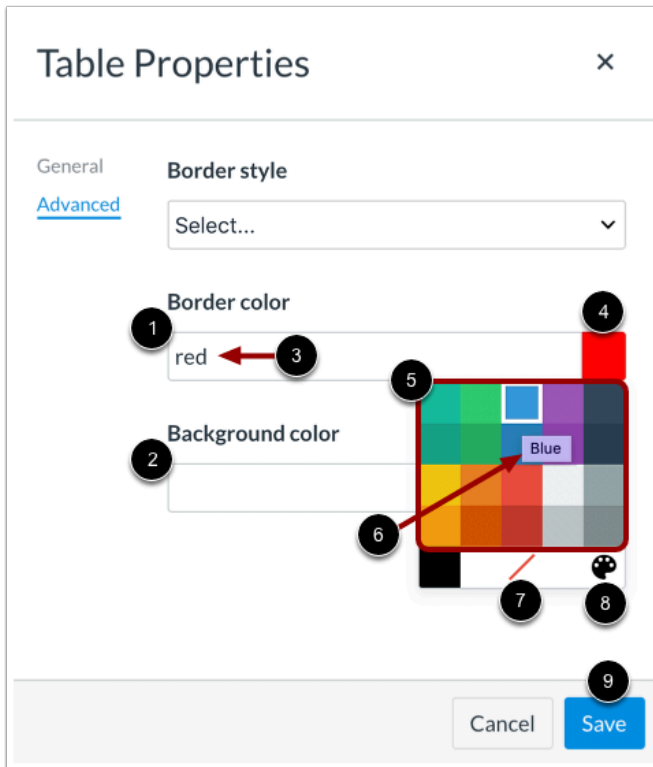 Table Properties ×
General
Advanced
Border style
Select...
Border color
1
4
red
3
5
Background color
2
Blue
6
7
8
9
Cancel
Save